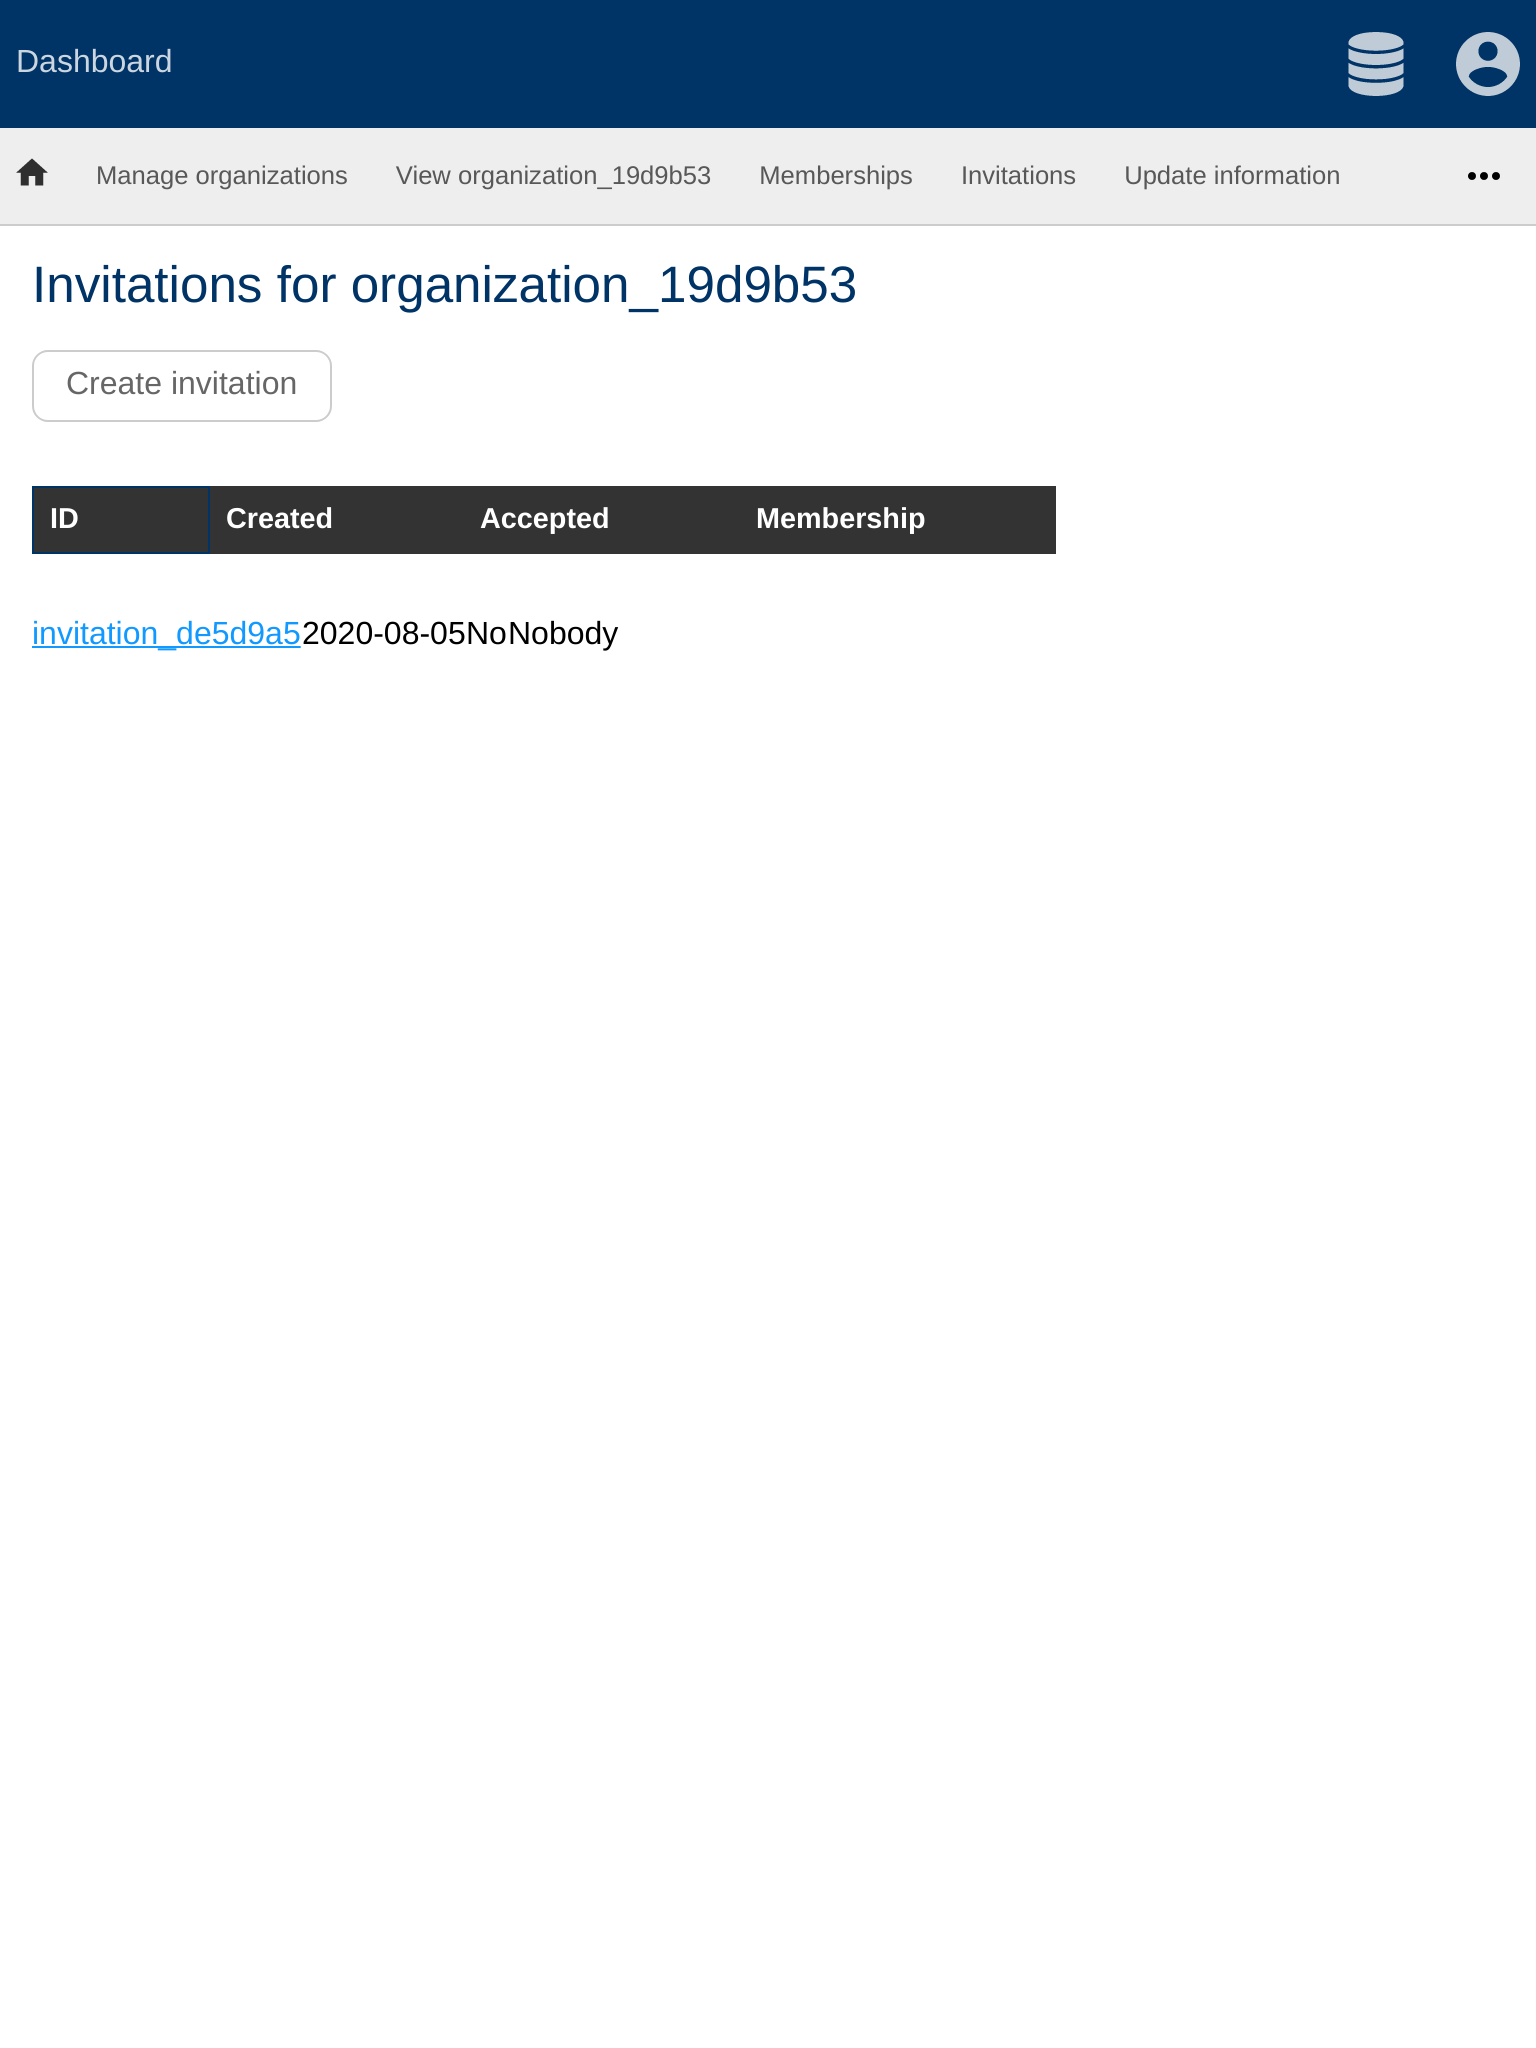 Dashboard
Manage organizations View organization_19d9b53 Memberships Invitations Update information
Invitations for organization_19d9b53
Create invitation
ID Created Accepted Membership
invitation_de5d9a52020-08-05NoNobody